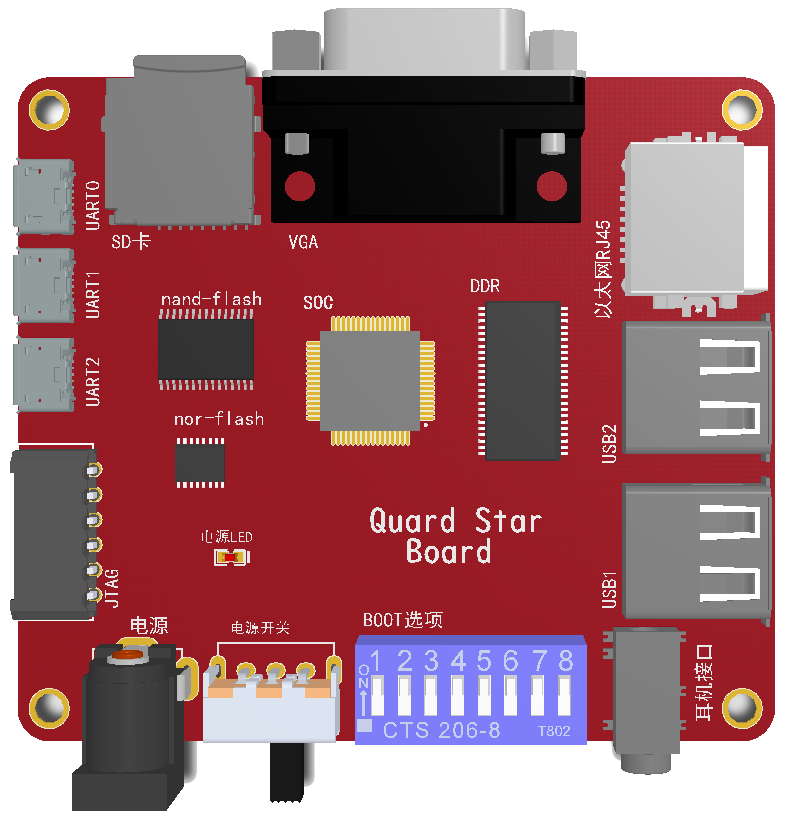 UART0
SD卡
VGA
以太网RJ45
UART1
nand-flash
SOC
DDR
UART2
nor-flash
USB2
电源LED
Quard Star
Board
JTAG
USB1
电源
电源开关
BOOT选项
ON
1 2 3 4 5 6 7 8
CTS 206-8
T802
耳机接口